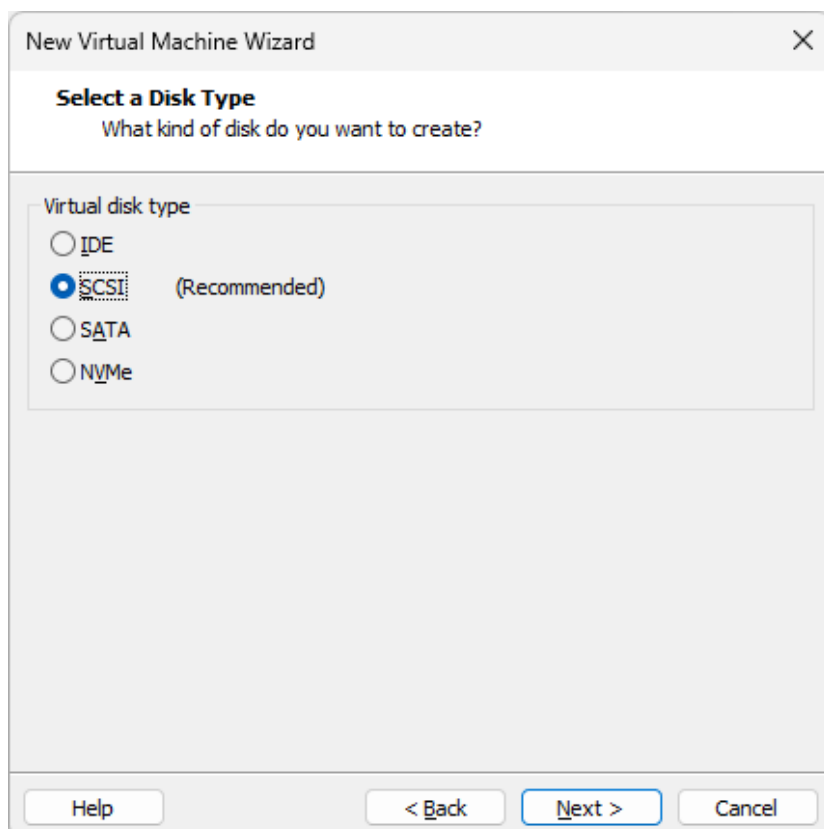 New Virtual Machine Wizard
Select a Disk Type
What kind of disk do you want to create?
Virtual disk type
IDE
SCSI (Recommended)
SATA
NVMe
Help < Back Next > Cancel